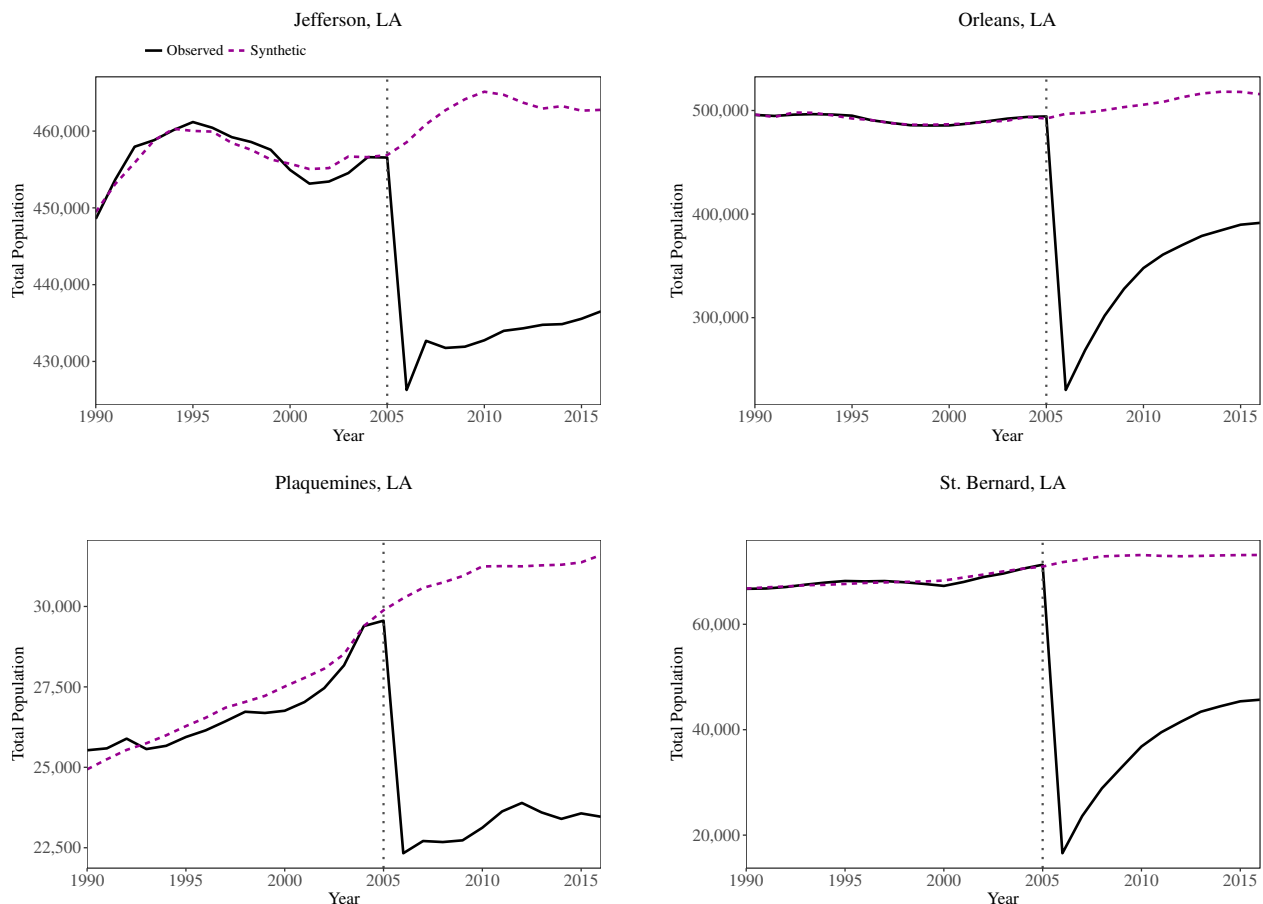 Jefferson, LA
Observed Synthetic
460,000
450,000
440,000
430,000
Total Population
1990 1995 2000 2005 2010 2015
Year
Orleans, LA
500,000
400,000
300,000
Total Population
1990 1995 2000 2005 2010 2015
Year
Plaquemines, LA
30,000
27,500
25,000
22,500
Total Population
1990 1995 2000 2005 2010 2015
Year
St. Bernard, LA
60,000
40,000
20,000
Total Population
1990 1995 2000 2005 2010 2015
Year